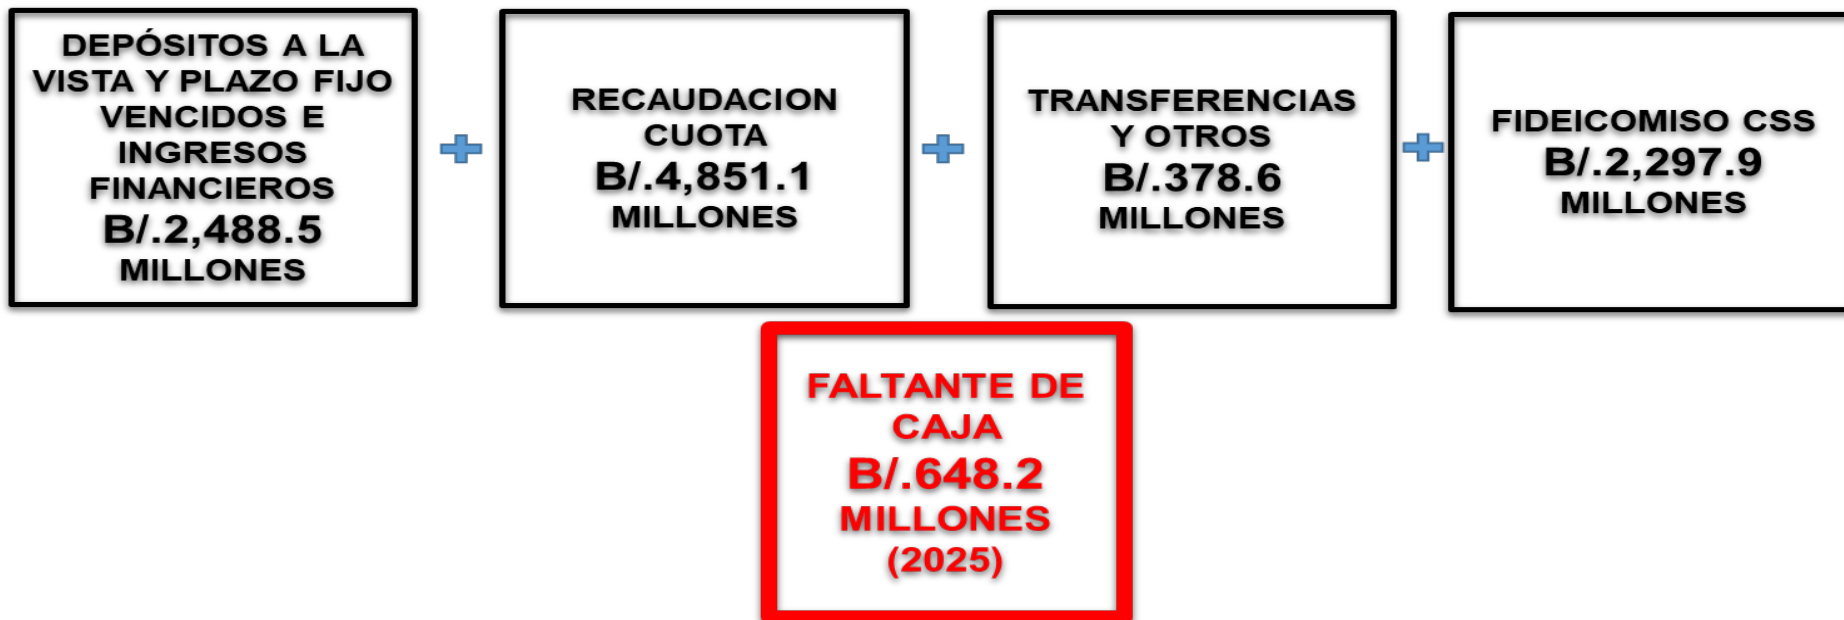 DEPÓSITOS A LA
VISTA Y PLAZO FIJO
VENCIDOS E
INGRESOS
FINANCIEROS
B/.2,488.5
MILLONES
RECAUDACION
CUOTA
B/.4,851.1
MILLONES
TRANSFERENCIAS
Y OTROS
B/.378.6
MILLONES
FIDEICOMISO CSS
B/.2,297.9
MILLONES
FALTANTE DE
CAJA
B/.648.2
MILLONES
(2025)